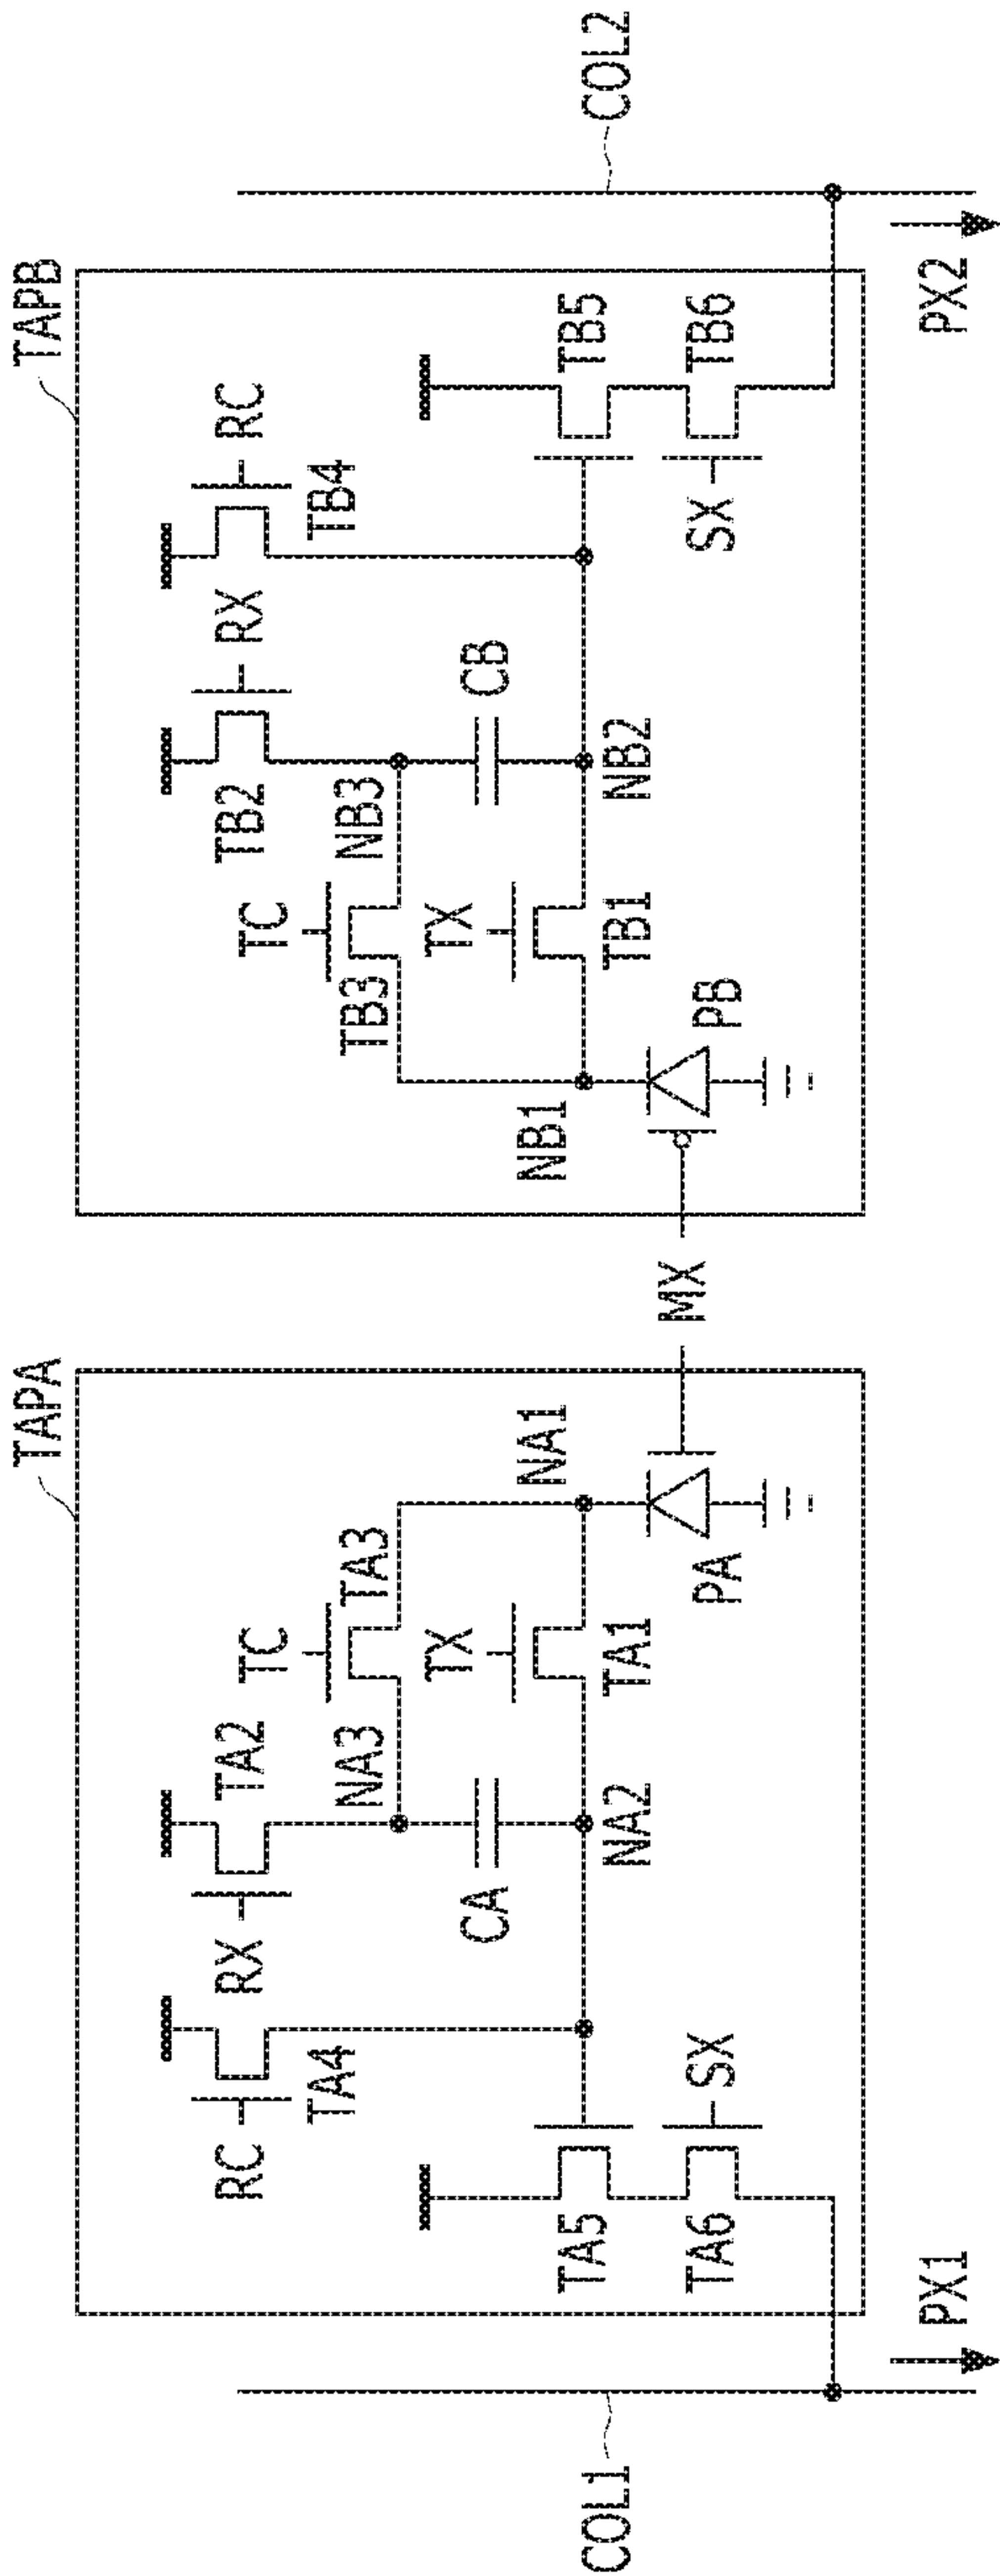 TAPA
TAPB
RC
TA4
RX
TA2
TC
TA3
NA3
CA
TX
TA1
NA1
NA2
PA
TA5
TA6
SX
COL1
PX1
MX
TC
TB3
NB3
TB2
RX
RC
TB4
CB
TX
TB1
NB1
NB2
PB
TB5
TB6
SX
COL2
PX2